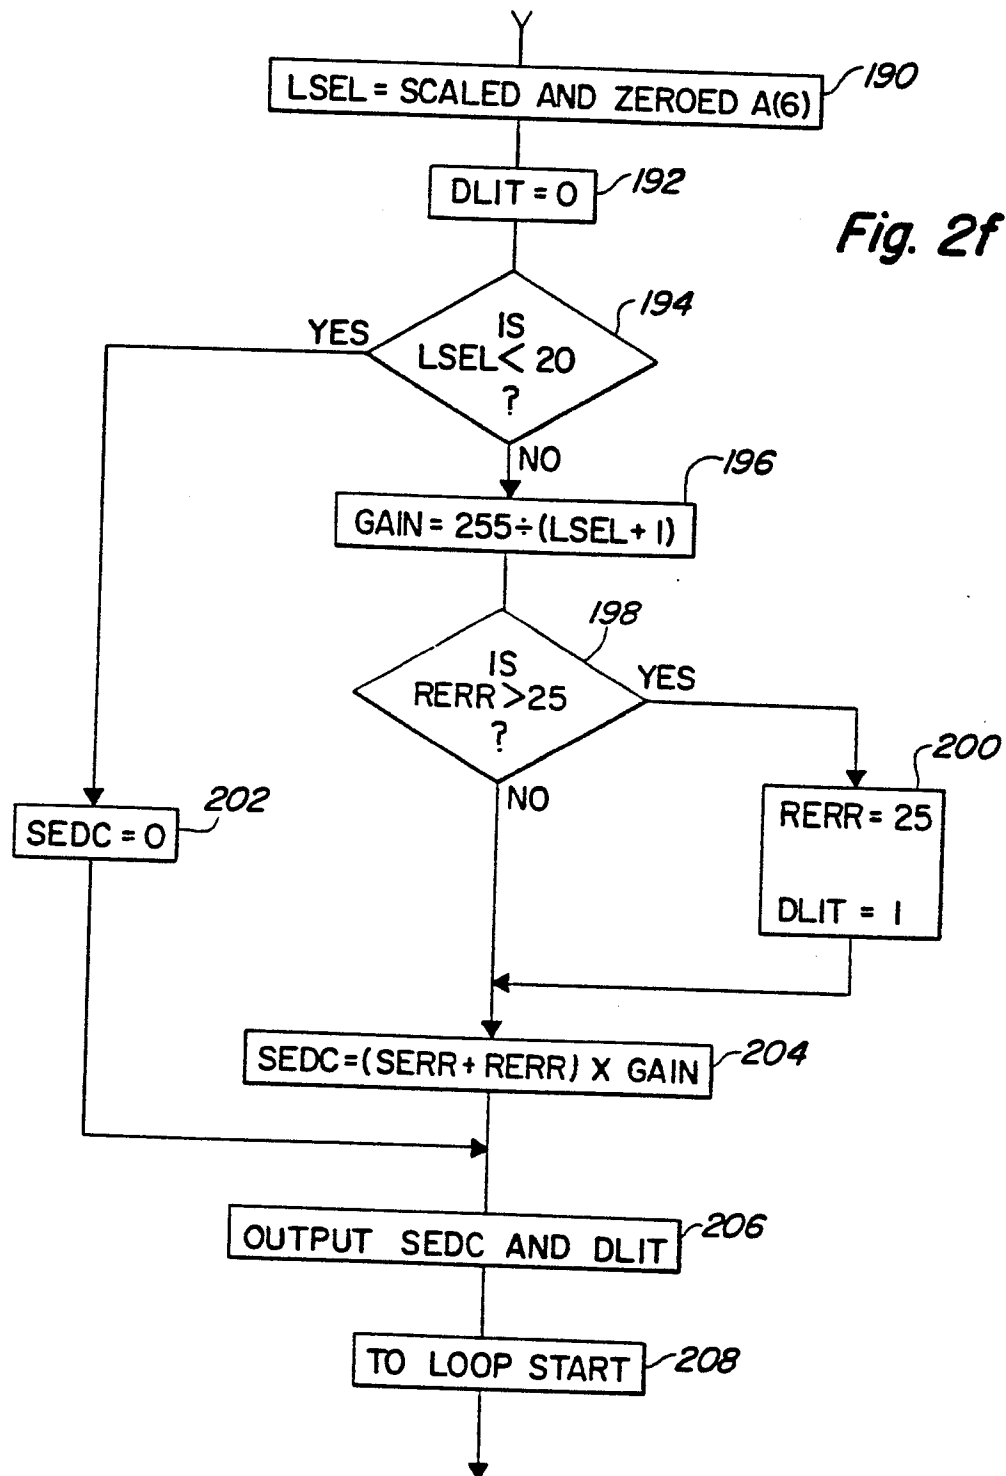 Y
LSEL = SCALED AND ZEROED A(6)
190
DLIT = 0
192
Fig. 2f
194
YES
IS
LSEL < 20
?
NO
196
GAIN = 255 ÷ (LSEL + 1)
198
IS
RERR > 25
?
YES
NO
200
RERR = 25
DLIT = 1
202
SEDC = 0
SEDC = (SERR + RERR) X GAIN
204
OUTPUT SEDC AND DLIT
206
TO LOOP START
208